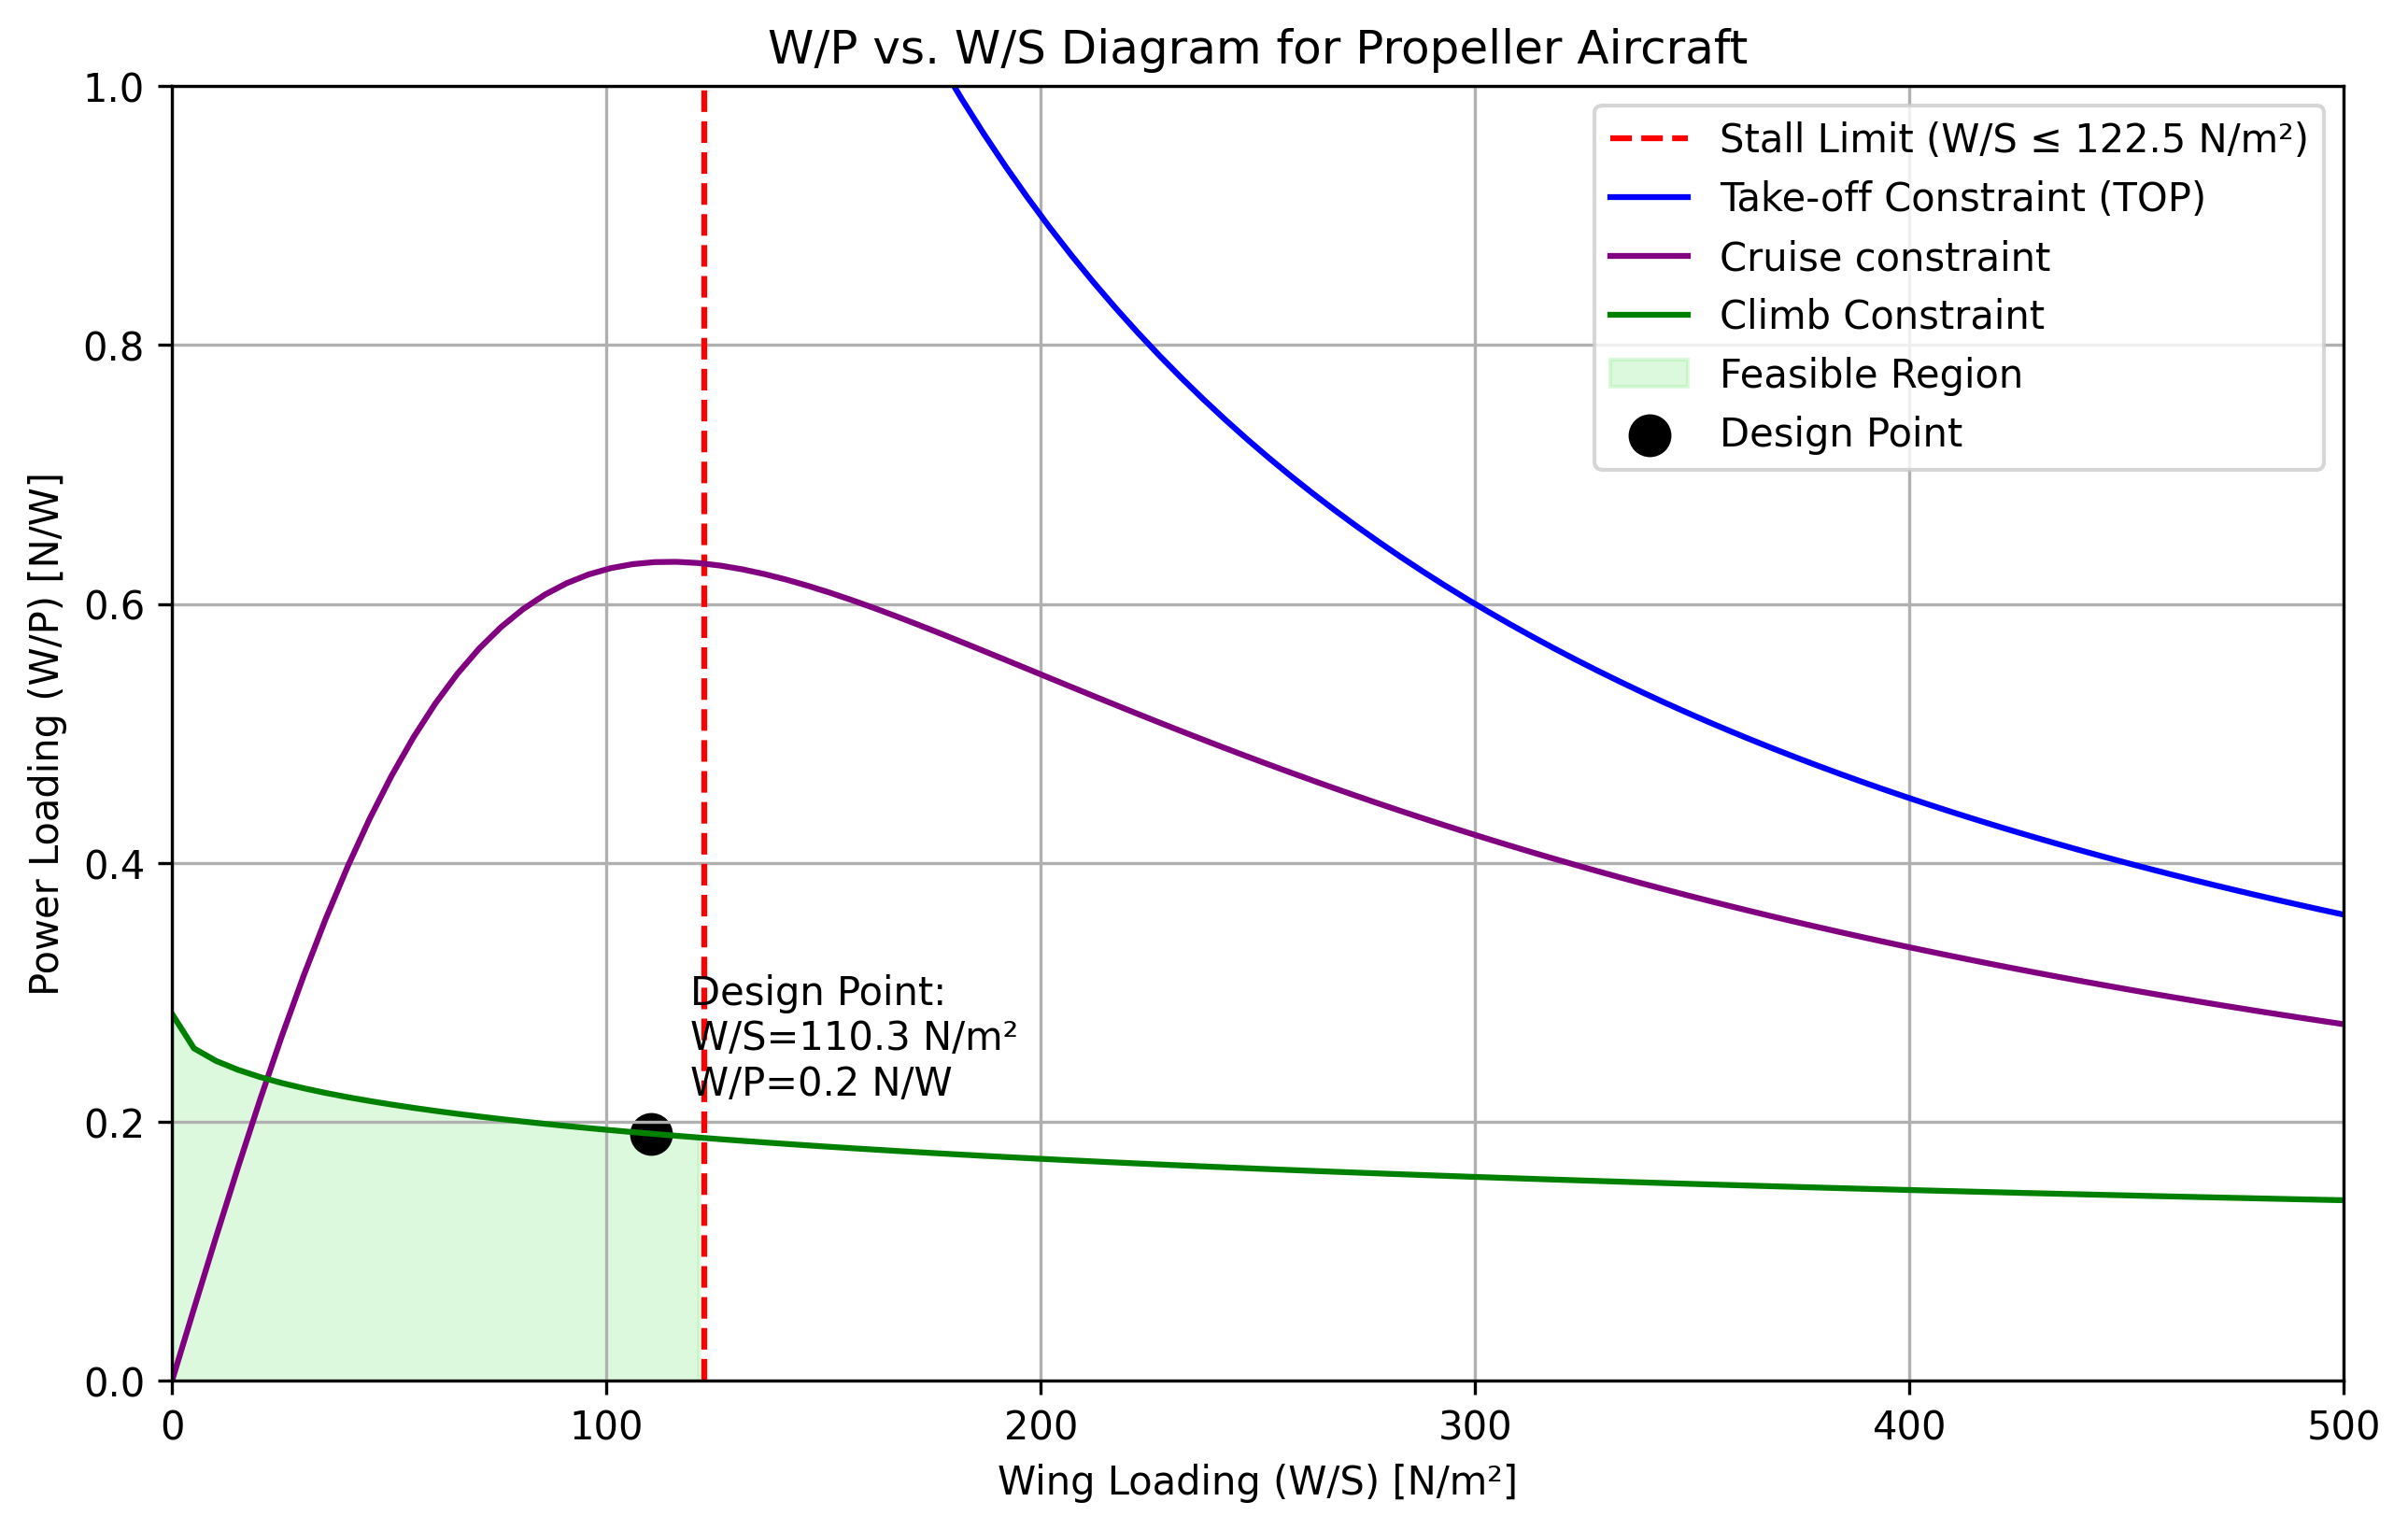 W/P vs. W/S Diagram for Propeller Aircraft
Power Loading (W/P) [N/W]
1.0
0.8
0.6
0.4
0.2
0.0
Stall Limit (W/S ≤ 122.5 N/m²)
Take-off Constraint (TOP)
Cruise constraint
Climb Constraint
Feasible Region
Design Point
Design Point:
W/S=110.3 N/m²
W/P=0.2 N/W
0 100 200 300 400 500
Wing Loading (W/S) [N/m²]